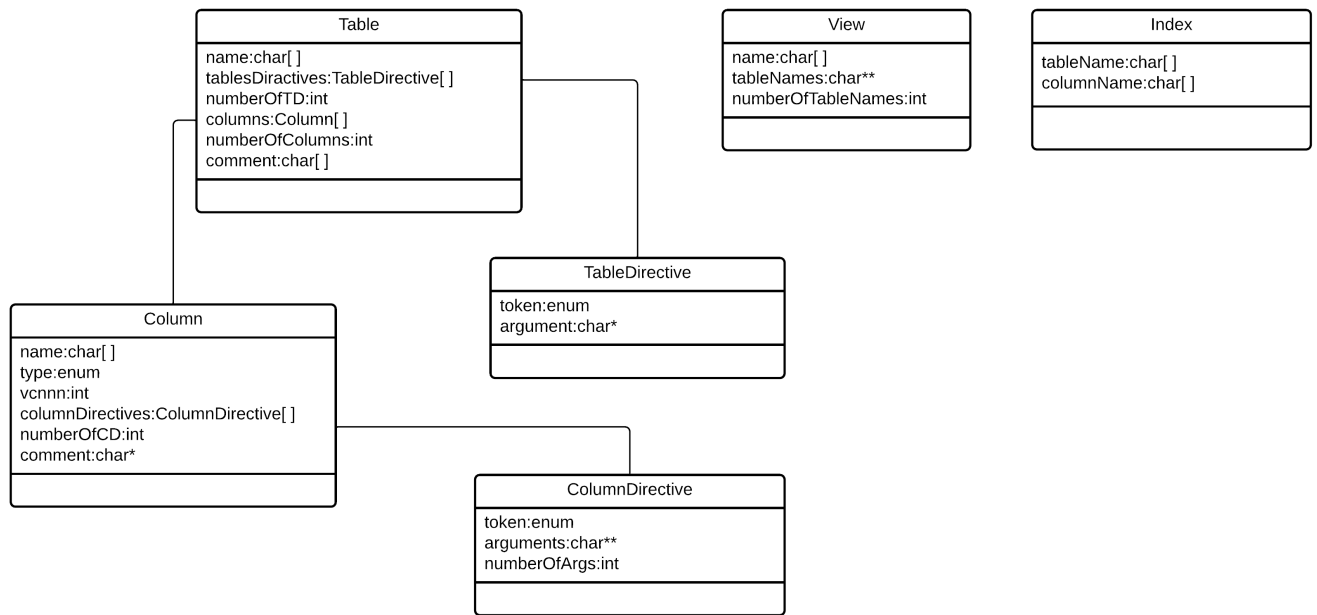 Table
name:char[ ]
tablesDiractives:TableDirective[ ]
numberOfTD:int
columns:Column[ ]
numberOfColumns:int
comment:char[ ]
View
name:char[ ]
tableNames:char**
numberOfTableNames:int
Index
tableName:char[ ]
columnName:char[ ]
TableDirective
token:enum
argument:char*
Column
name:char[ ]
type:enum
vcnnn:int
columnDirectives:ColumnDirective[ ]
numberOfCD:int
comment:char*
ColumnDirective
token:enum
arguments:char**
numberOfArgs:int